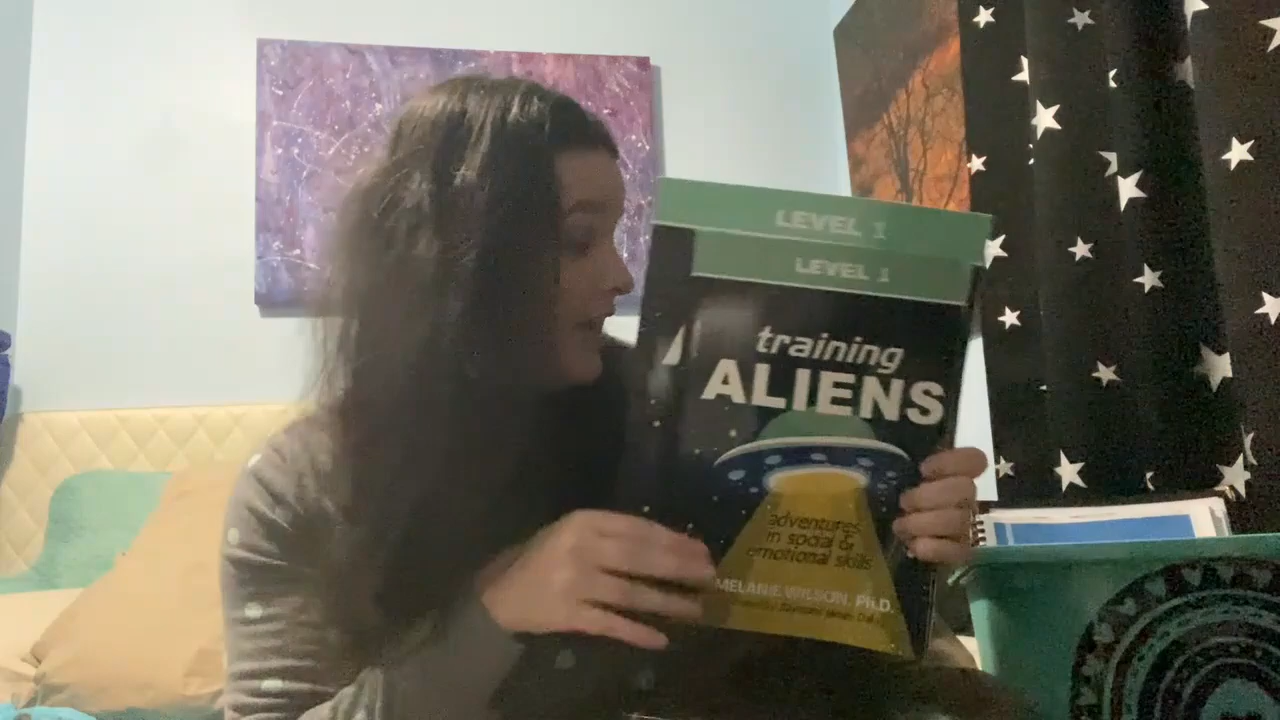 LEVEL 1
LEVEL 1
training
ALIENS
adventures
in social &
emotional skills
MELANIE WILSON, PH.D.